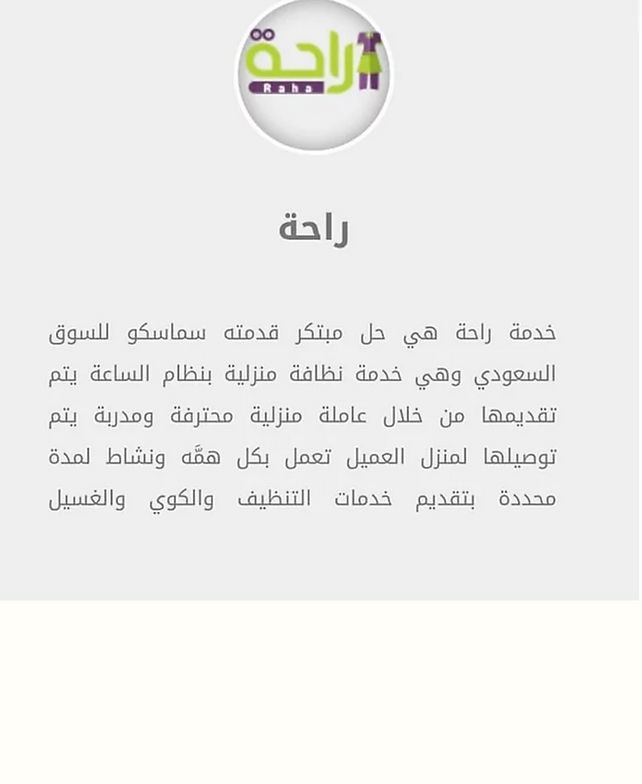 راحة
Raha
راحة
خدمة راحة هي حل مبتكر قدمته سماسكو للسوق
السعودي وهي خدمة نظافة منزلية بنظام الساعة يتم
تقديمها من خلال عاملة منزلية محترفة ومدربة يتم
توصيلها لمنزل العميل تعمل بكل همَّه ونشاط لمدة
محددة بتقديم خدمات التنظيف والكوي والغسيل